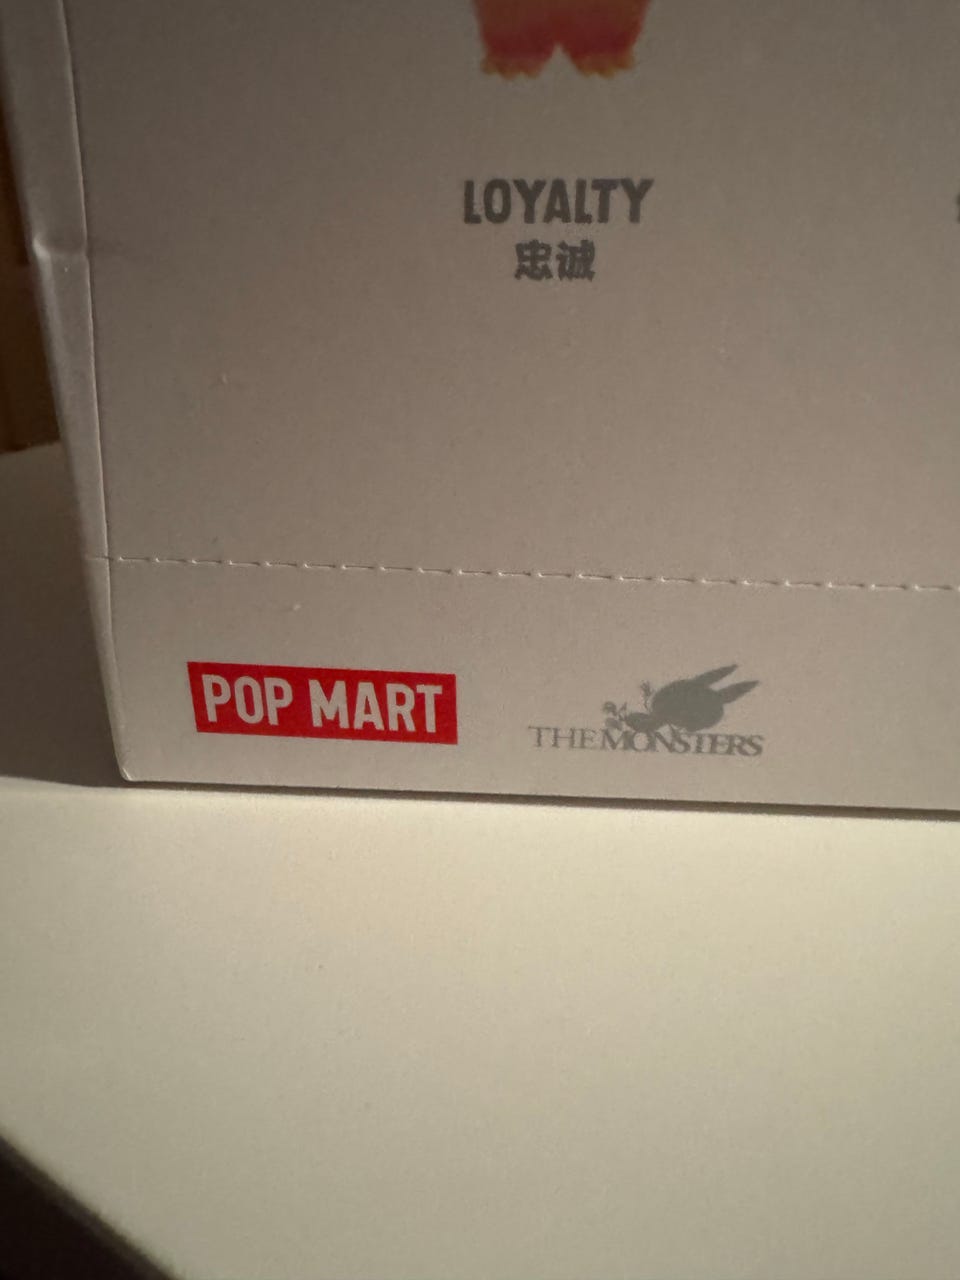 LOYALTY
忠诚
POP MART
THE MONSTERS